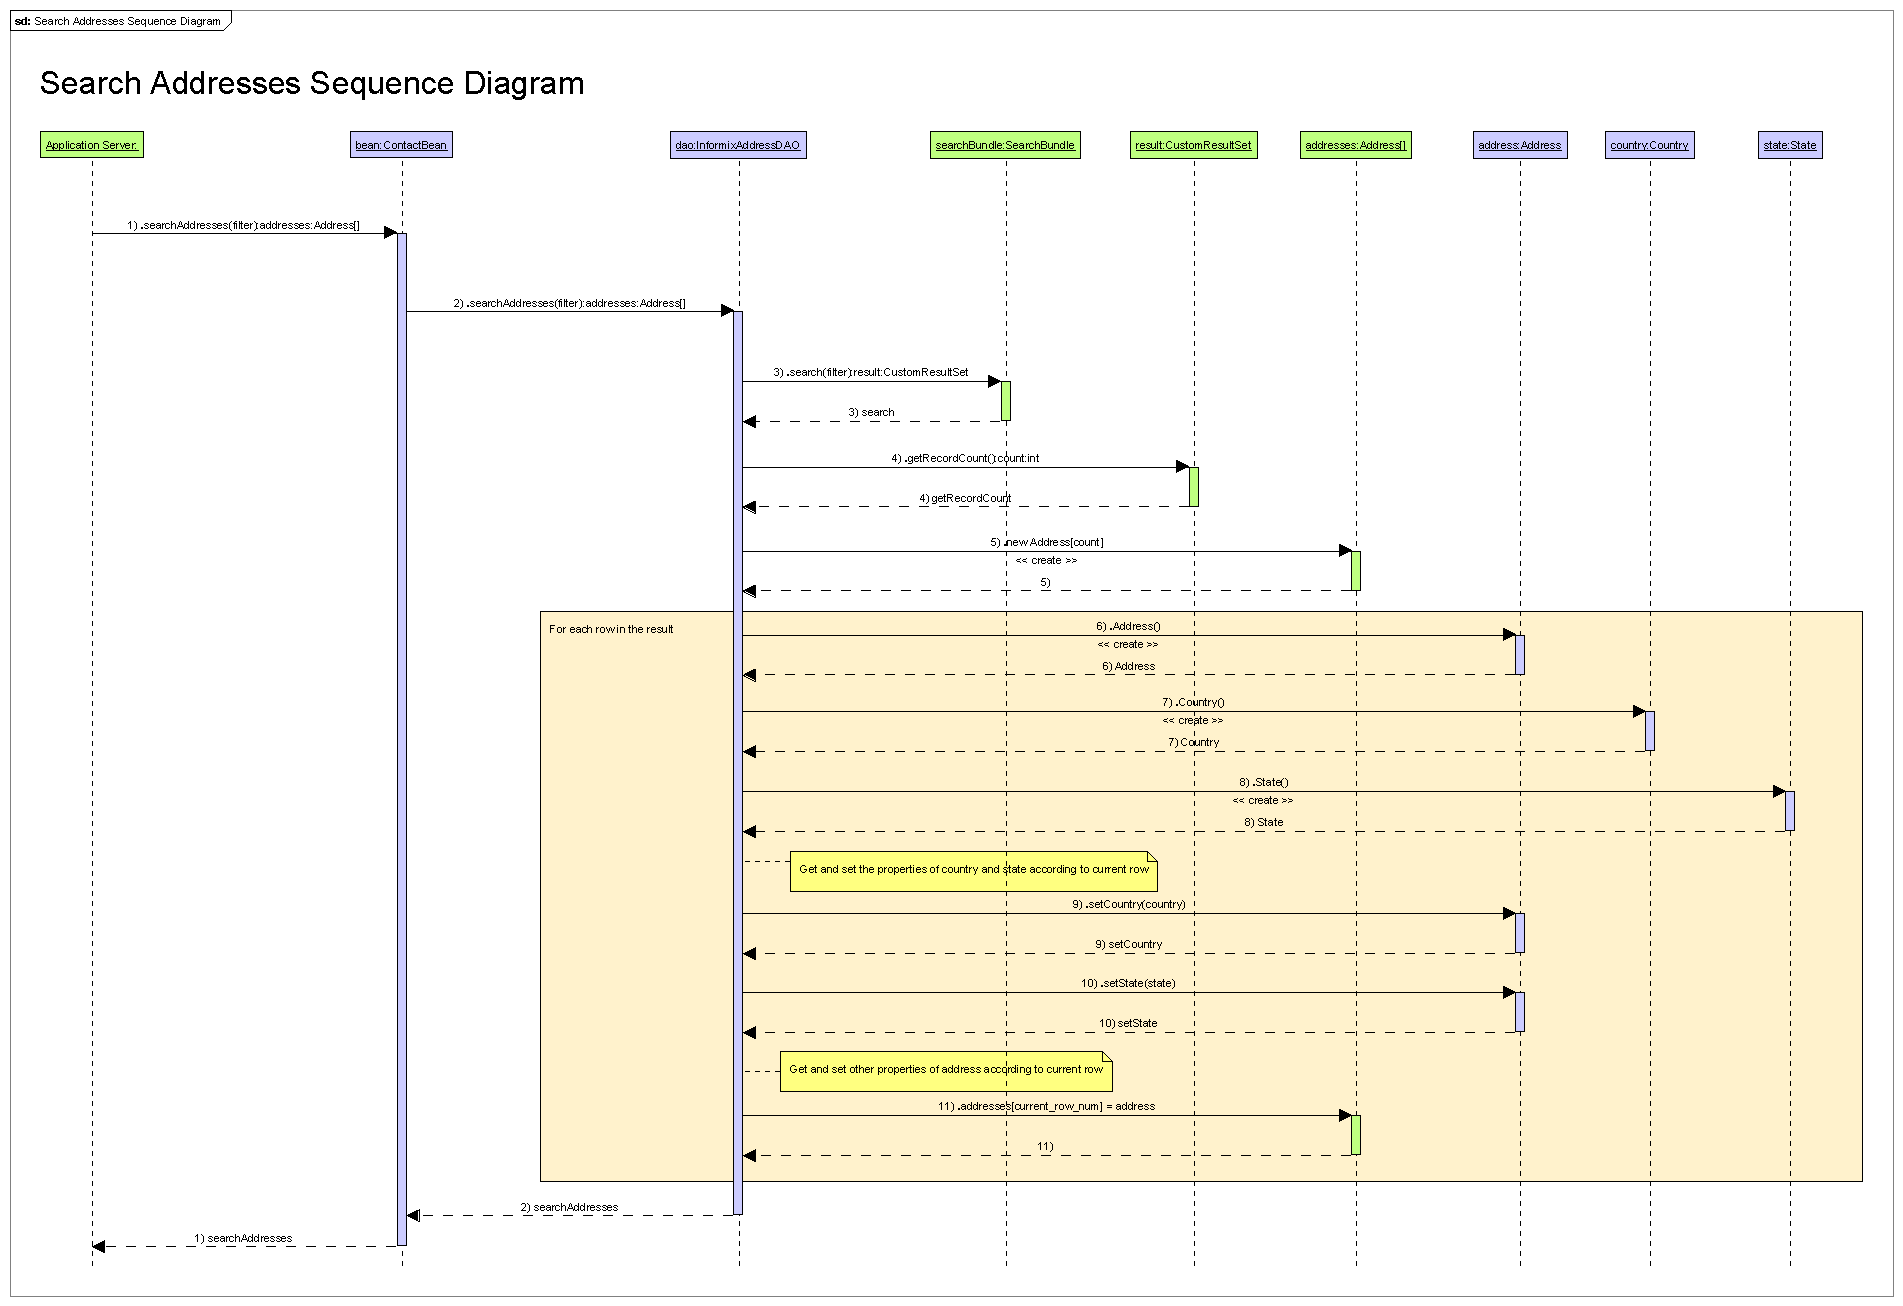 sd: Search Addresses Sequence Diagram
Search Addresses Sequence Diagram
Application Server:
bean:ContactBean
dao:InformixAddressDAO
searchBundle:SearchBundle
result:CustomResultSet
addresses:Address[]
address:Address
country:Country
state:State
1) .searchAddresses(filter):addresses:Address[]
2) .searchAddresses(filter):addresses:Address[]
3) .search(filter):result:CustomResultSet
3) search
4) .getRecordCount():count:int
4) getRecordCount
5) .new Address[count]
<< create >>
5)
For each row in the result
6) .Address()
<< create >>
6) Address
7) .Country()
<< create >>
7) Country
8) .State()
<< create >>
8) State
Get and set the properties of country and state according to current row
9) .setCountry(country)
9) setCountry
10) .setState(state)
10) setState
Get and set other properties of address according to current row
11) .addresses[current_row_num] = address
11)
2) searchAddresses
1) searchAddresses